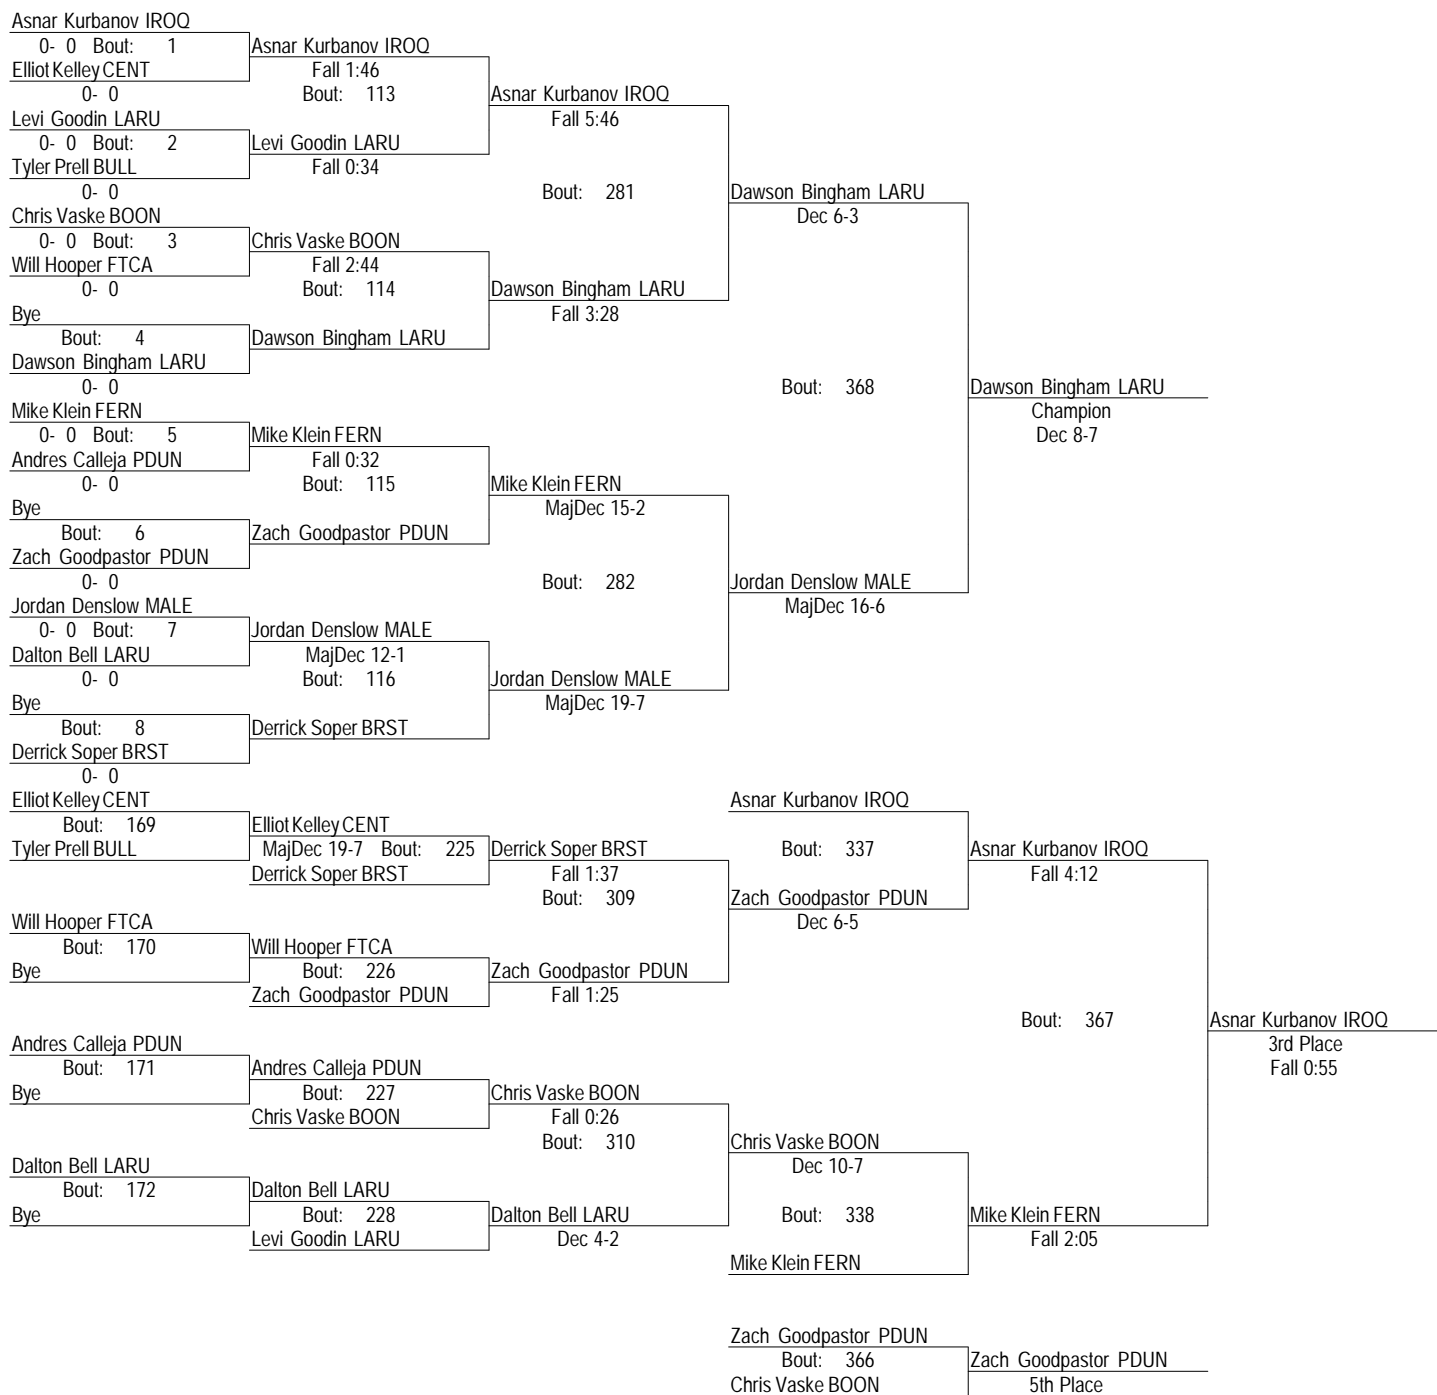 Asnar Kurbanov IROQ
0- 0 Bout: 1 Asnar Kurbanov IROQ
Elliot Kelley CENT Fall 1:46
0- 0 Bout: 113 Asnar Kurbanov IROQ
Levi Goodin LARU Fall 5:46
0- 0 Bout: 2 Levi Goodin LARU
Tyler Prell BULL Fall 0:34
0- 0 Bout: 281 Dawson Bingham LARU
Chris Vaske BOON Dec 6-3
0- 0 Bout: 3 Chris Vaske BOON
Will Hooper FTCA Fall 2:44
0- 0 Bout: 114 Dawson Bingham LARU
Bye Fall 3:28
Bout: 4 Dawson Bingham LARU
Dawson Bingham LARU
0- 0 Bout: 368 Dawson Bingham LARU
Mike Klein FERN Champion
0- 0 Bout: 5 Mike Klein FERN Dec 8-7
Andres Calleja PDUN Fall 0:32
0- 0 Bout: 115 Mike Klein FERN
Bye MajDec 15-2
Bout: 6 Zach Goodpastor PDUN
Zach Goodpastor PDUN
0- 0 Bout: 282 Jordan Denslow MALE
Jordan Denslow MALE MajDec 16-6
0- 0 Bout: 7 Jordan Denslow MALE
Dalton Bell LARU MajDec 12-1
0- 0 Bout: 116 Jordan Denslow MALE
Bye MajDec 19-7
Bout: 8 Derrick Soper BRST
Derrick Soper BRST
0- 0
Elliot Kelley CENT Asnar Kurbanov IROQ
Bout: 169 Elliot Kelley CENT
Tyler Prell BULL MajDec 19-7 Bout: 225 Derrick Soper BRST Bout: 337 Asnar Kurbanov IROQ
Derrick Soper BRST Fall 1:37 Fall 4:12
Bout: 309 Zach Goodpastor PDUN
Will Hooper FTCA Dec 6-5
Bout: 170 Will Hooper FTCA
Bye Bout: 226 Zach Goodpastor PDUN
Zach Goodpastor PDUN Fall 1:25
Bout: 367 Asnar Kurbanov IROQ
Andres Calleja PDUN 3rd Place
Bout: 171 Andres Calleja PDUN Fall 0:55
Bye Bout: 227 Chris Vaske BOON
Chris Vaske BOON Fall 0:26
Bout: 310 Chris Vaske BOON
Dalton Bell LARU Dec 10-7
Bout: 172 Dalton Bell LARU
Bye Bout: 228 Dalton Bell LARU Bout: 338 Mike Klein FERN
Levi Goodin LARU Dec 4-2 Fall 2:05
Mike Klein FERN
Zach Goodpastor PDUN
Bout: 366 Zach Goodpastor PDUN
Chris Vaske BOON 5th Place